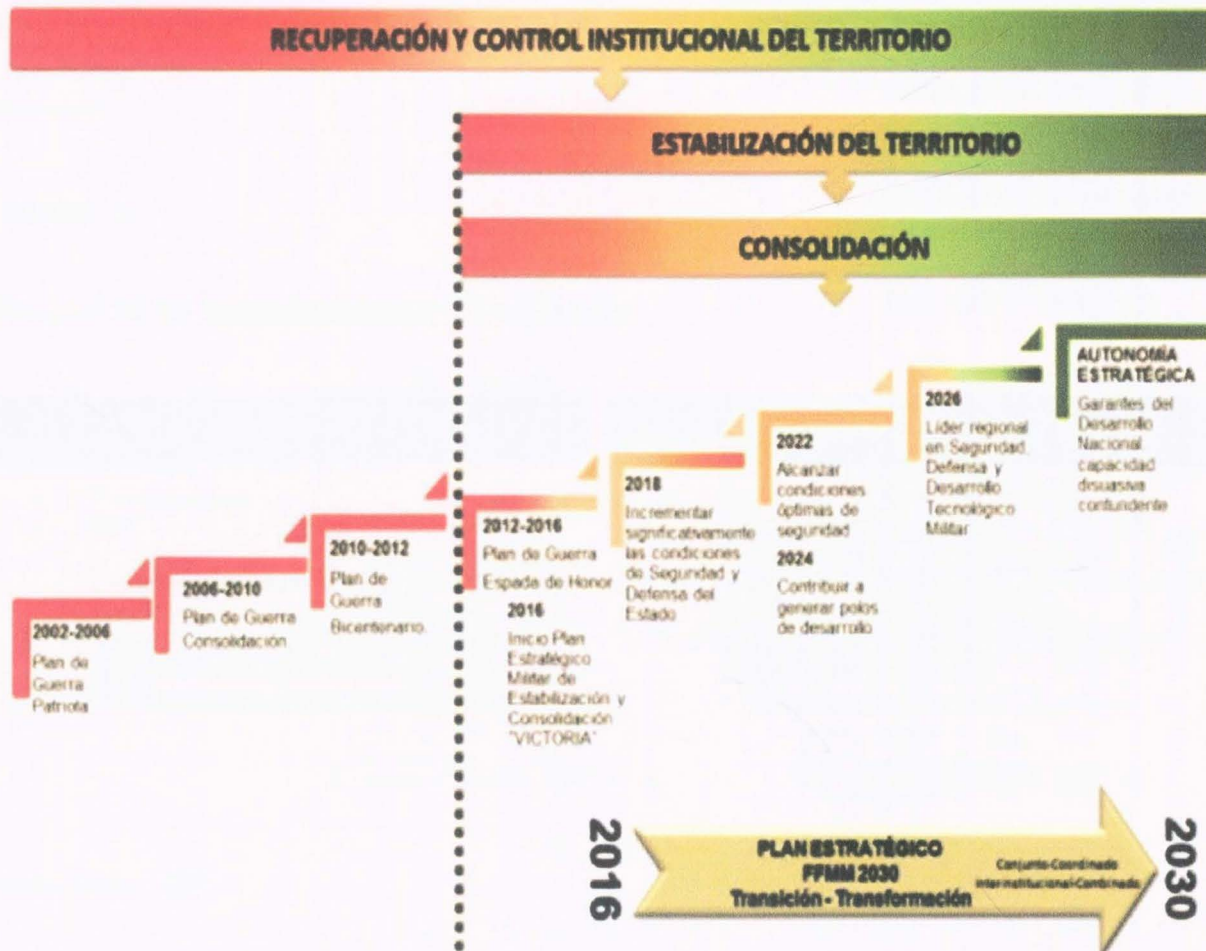 RECUPERACIÓN Y CONTROL INSTITUCIONAL DEL TERRITORIO
ESTABILIZACIÓN DEL TERRITORIO
CONSOLIDACIÓN
2002-2006
Plan de
Guerra
Patriota
2006-2010
Plan de Guerra
Consolidación
2010-2012
Plan de
Guerra
Bicentenario.
2012-2016
Plan de Guerra
Espada de Honor
2016
Inicio Plan
Estratégico
Militar de
Estabilización y
Consolidación
"VICTORIA"
2018
Incrementar
significativamente
las condiciones
de Seguridad y
Defensa del
Estado
2022
Alcanzar
condiciones
óptimas de
seguridad
2024
Contribuir a
generar polos
de desarrollo
2026
Líder regional
en Seguridad,
Defensa y
Desarrollo
Tecnológico
Militar
AUTONOMÍA
ESTRATÉGICA
Garantes del
Desarrollo
Nacional
capacidad
disuasiva
contundente
2016
PLAN ESTRATÉGICO
FFMM 2030
Transición - Transformación
Conjunto-Coordinado
Interinstitucional-Combinado
2030